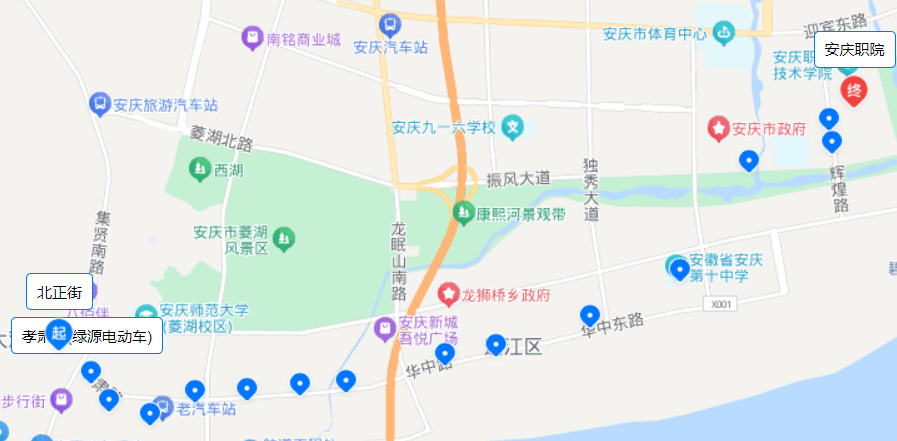 迎宾东路
安庆市体育中心
安庆汽车站
南铭商业城
安庆职院
安庆职
技术学院
终
安庆旅游汽车站
安庆九一六学校
安庆市政府
菱湖北路
西湖
振风大道
独秀大道
辉煌路
集贤南路
康熙河景观带
安庆市菱湖
风景区
龙眠山南路
安徽省安庆
第十中学
北正街
龙狮桥乡政府
X001
安庆师范大学
(菱湖校区)
起
绿源电动车)
安庆新城
吾悦广场
华中东路
江区
华中
步行街
老汽车站